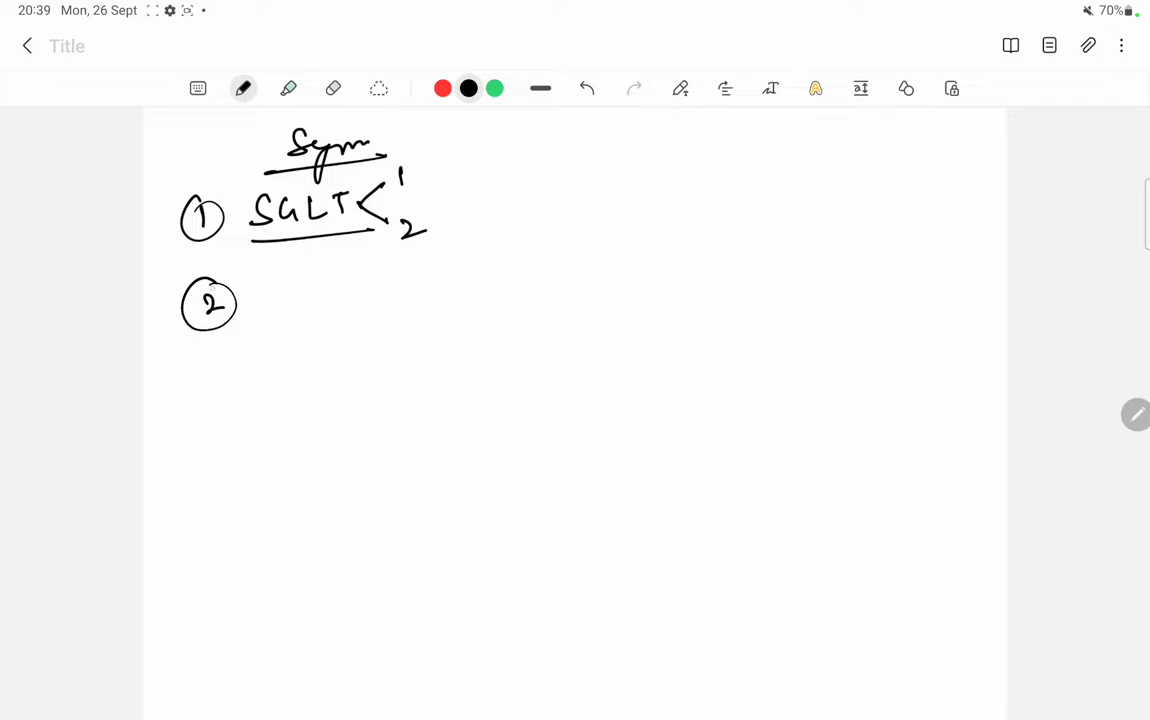 20:39 Mon, 26 Sept 70%
Title
Sym
① SGLT < 1
2
②